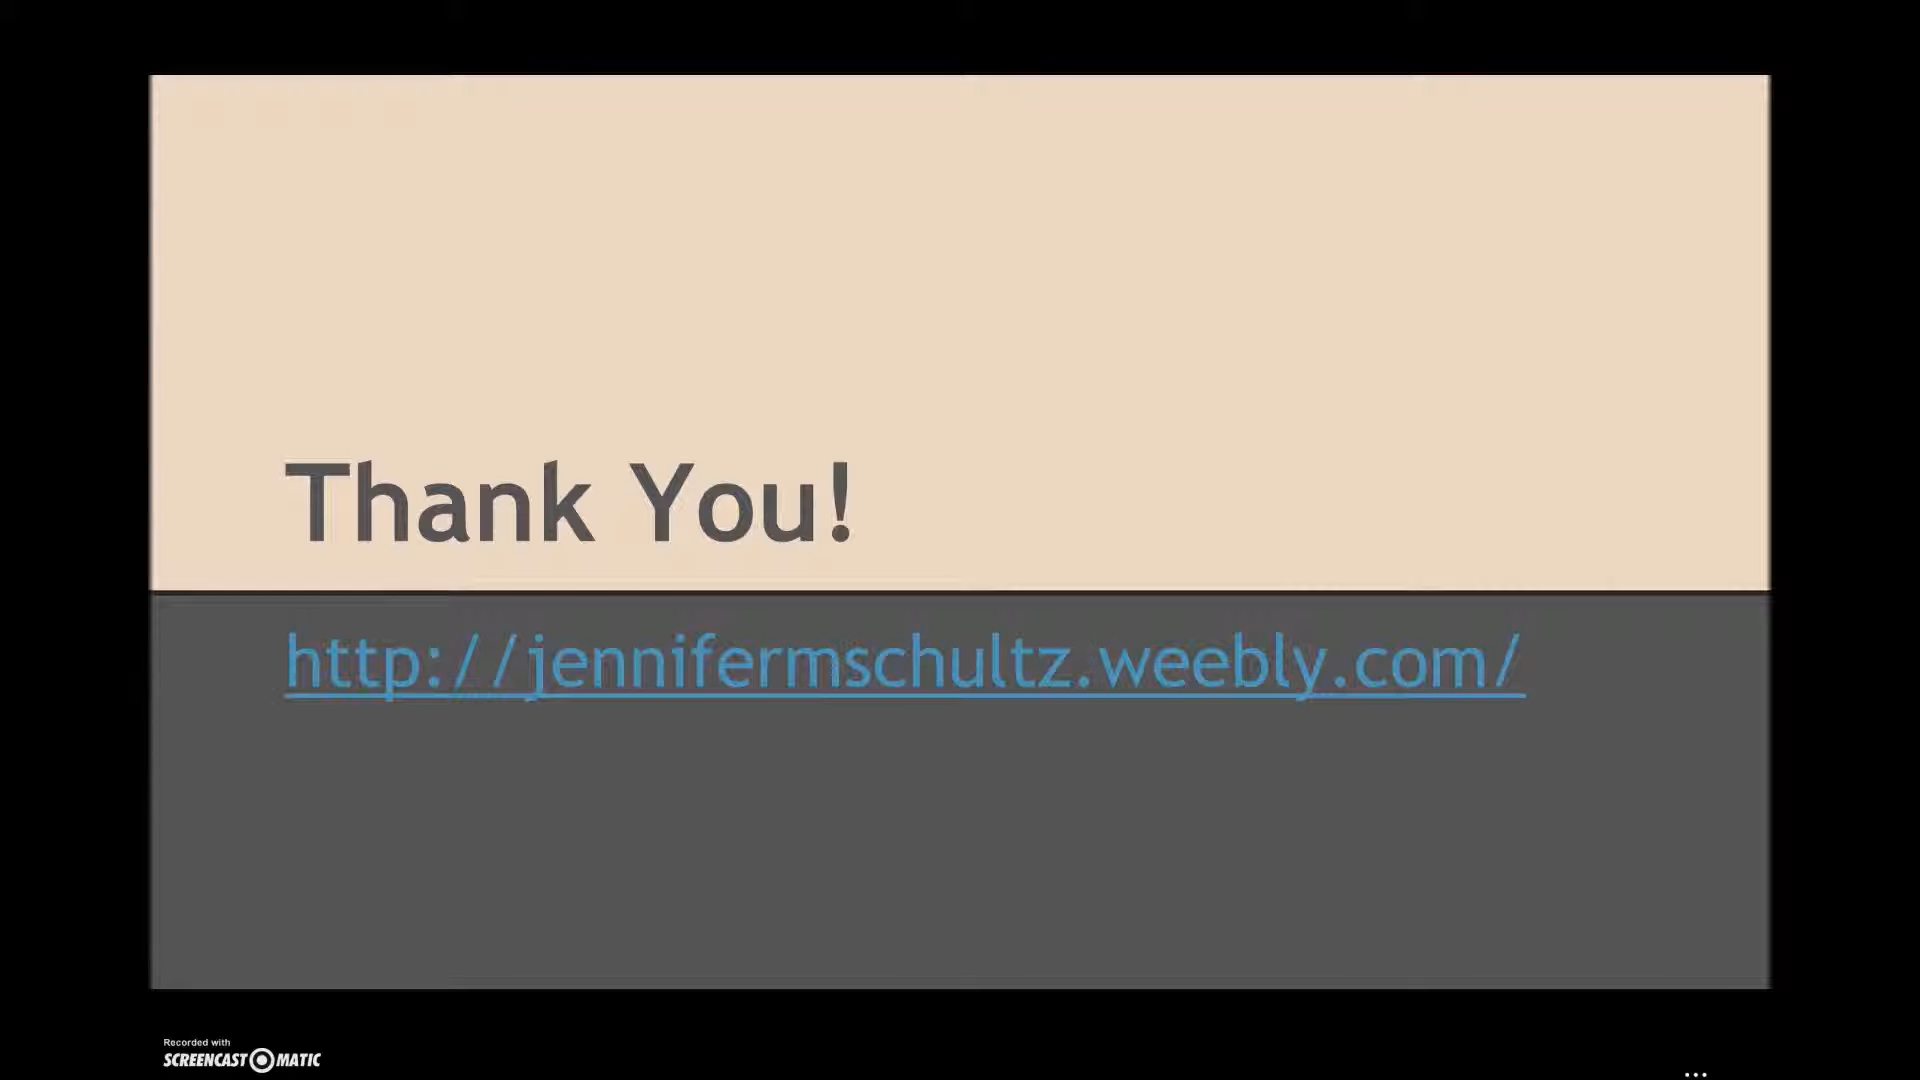 Thank You!
http://jennifermschultz.weebly.com/
Recorded with
SCREENCAST MATIC
...